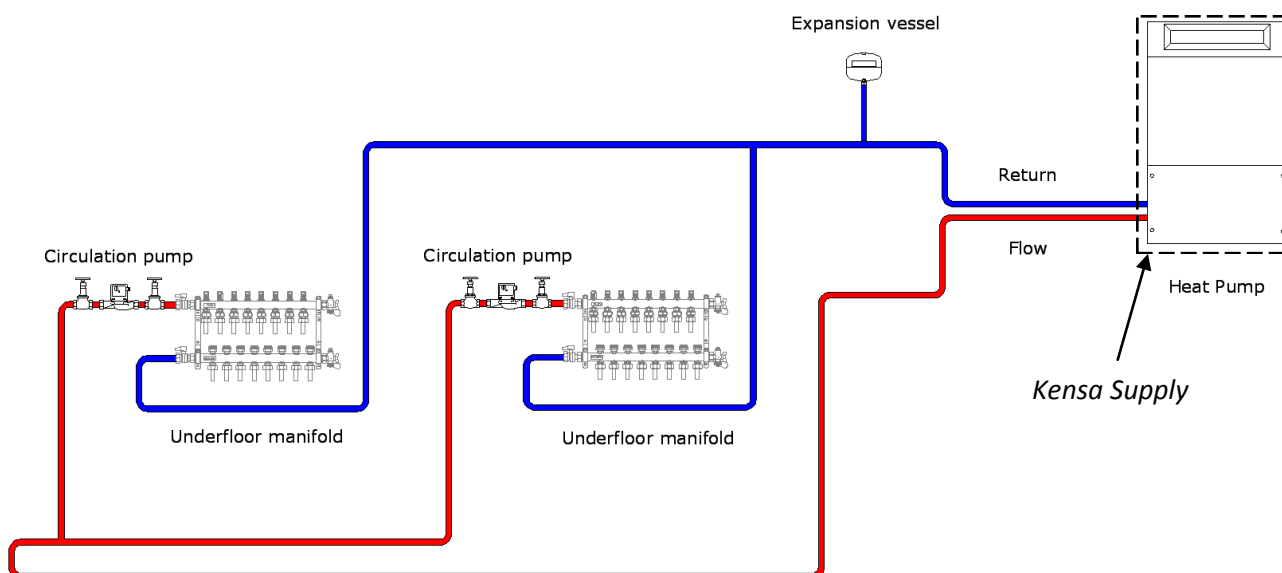 Expansion vessel
Return
Circulation pump
Circulation pump
Flow
Heat Pump
Kensa Supply
Underfloor manifold
Underfloor manifold